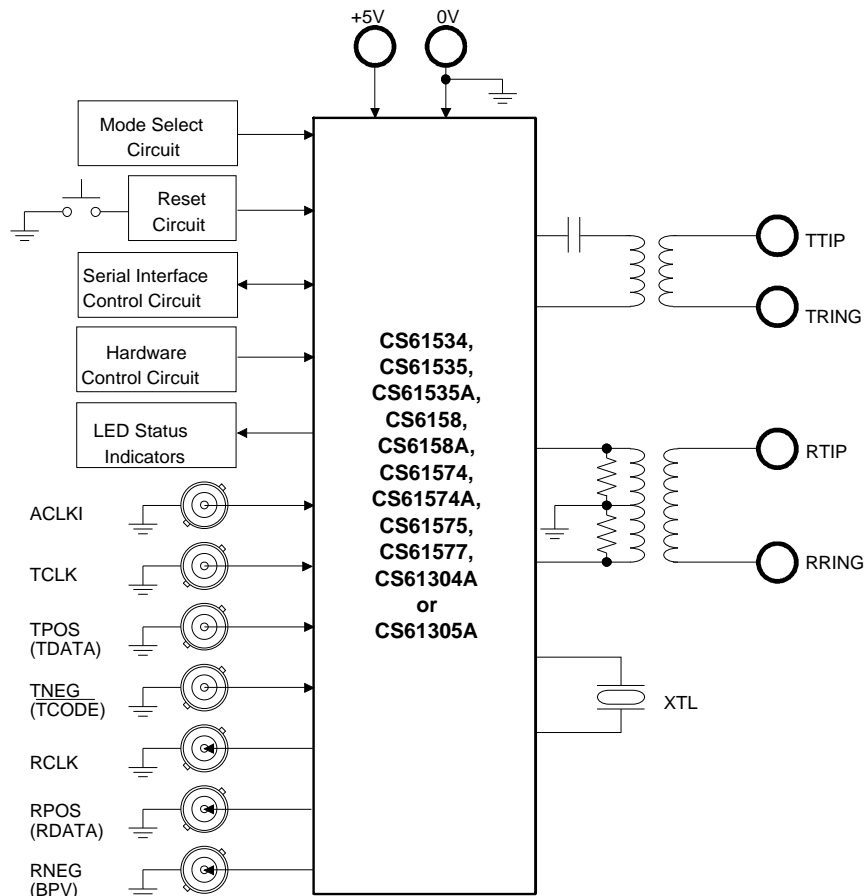 +5V
0V
Mode Select
Circuit
Reset
Circuit
Serial Interface
Control Circuit
Hardware
Control Circuit
LED Status
Indicators
ACLKI
TCLK
TPOS
(TDATA)
TNEG
(TCODE)
RCLK
RPOS
(RDATA)
RNEG
(BPV)
CS61534,
CS61535,
CS61535A,
CS6158,
CS6158A,
CS61574,
CS61574A,
CS61575,
CS61577,
CS61304A
or
CS61305A
TTIP
TRING
RTIP
RRING
XTL